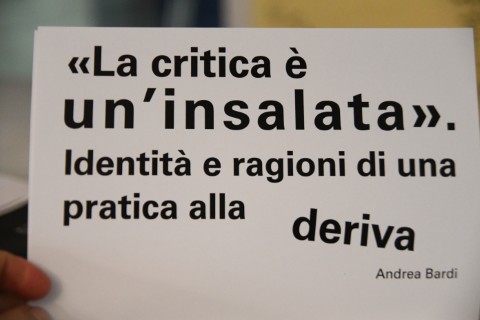 «La critica è
un'insalata».
Identità e ragioni di una
pratica alla deriva
Andrea Bardi